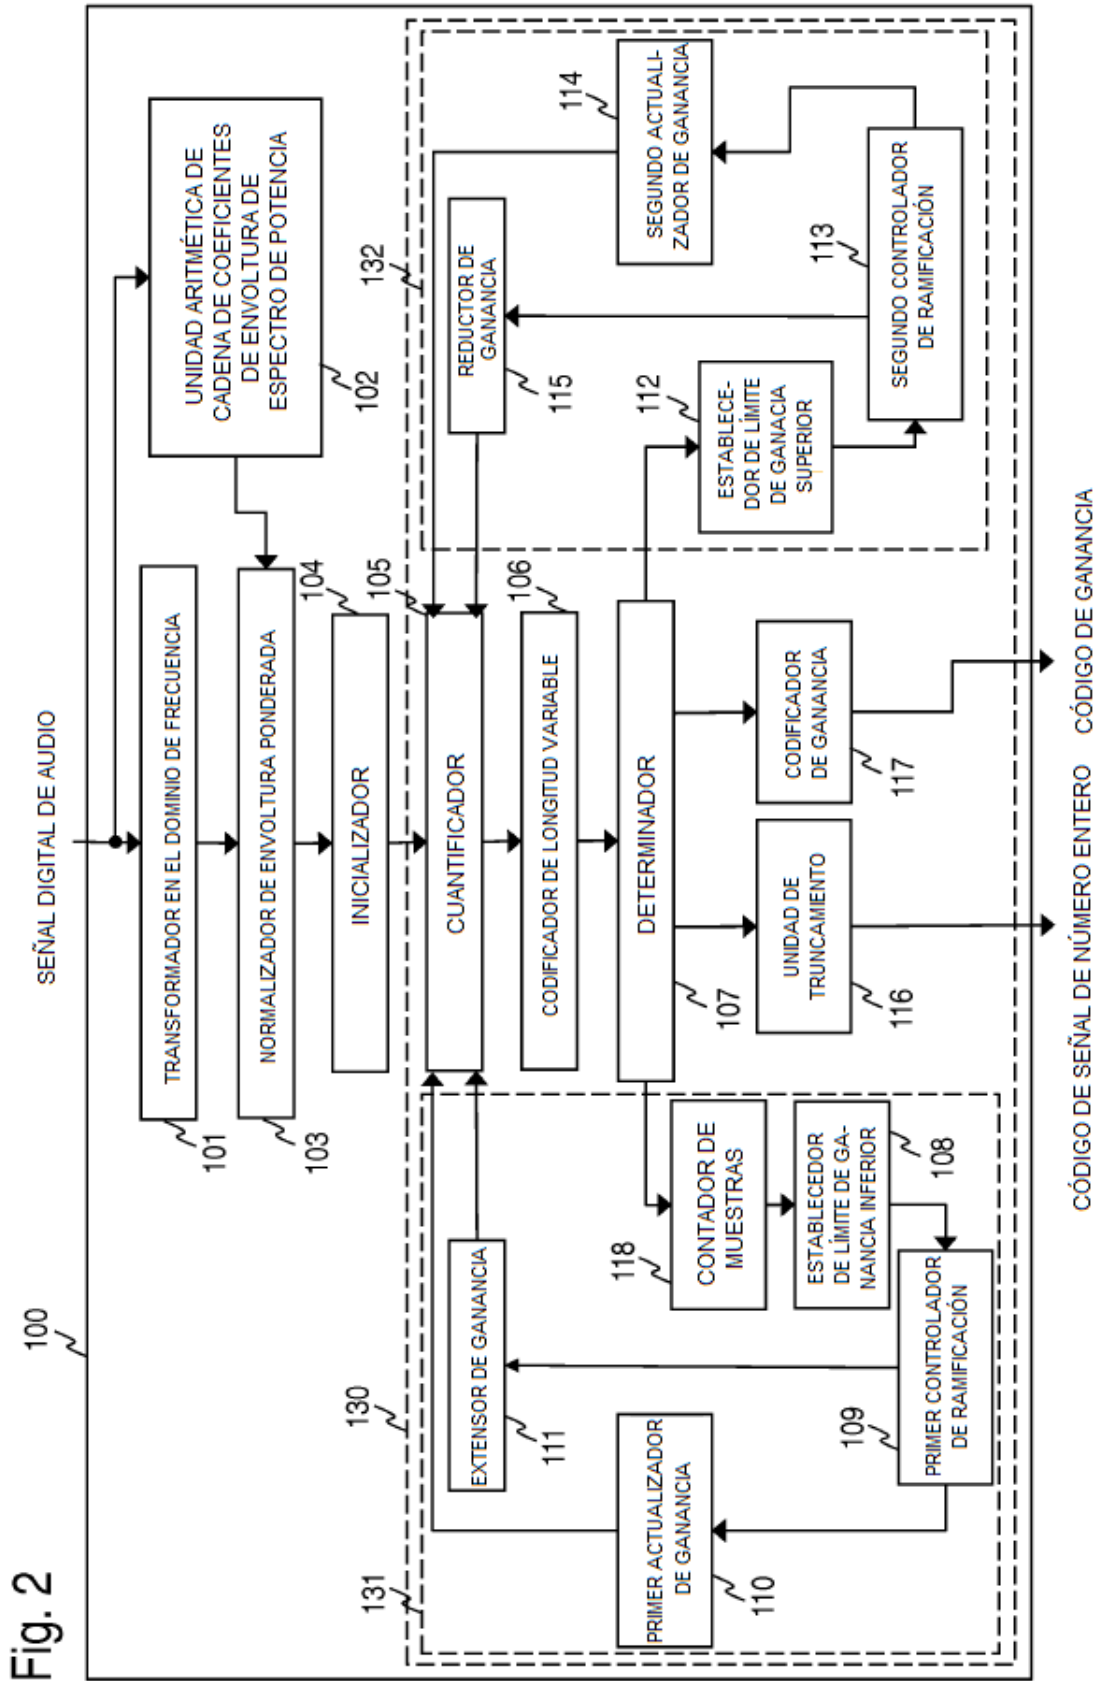 Fig. 2
100
SEÑAL DIGITAL DE AUDIO
TRANSFORMADOR EN EL DOMINIO DE FRECUENCIA
101
UNIDAD ARITMÉTICA DE
CADENA DE COEFICIENTES
DE ENVOLTURA DE
ESPECTRO DE POTENCIA
102
NORMALIZADOR DE ENVOLTURA PONDERADA
103
INICIALIZADOR
104
130
131
132
CUANTIFICADOR
105
CODIFICADOR DE LONGITUD VARIABLE
106
DETERMINADOR
107
EXTENSOR DE GANANCIA
111
PRIMER ACTUALIZADOR
DE GANANCIA
110
CONTADOR DE
MUESTRAS
118
ESTABLECEDOR
DE LÍMITE DE GA-
NANCIA INFERIOR
108
PRIMER CONTROLADOR
DE RAMIFICACIÓN
109
UNIDAD DE
TRUNCAMIENTO
116
CODIFICADOR
DE GANANCIA
117
REDUCTOR DE
GANANCIA
115
SEGUNDO ACTUALI-
ZADOR DE GANANCIA
114
ESTABLECE-
DOR DE LÍMITE
DE GANACIA
SUPERIOR
112
SEGUNDO CONTROLADOR
DE RAMIFICACIÓN
113
CÓDIGO DE SEÑAL DE NÚMERO ENTERO
CÓDIGO DE GANANCIA